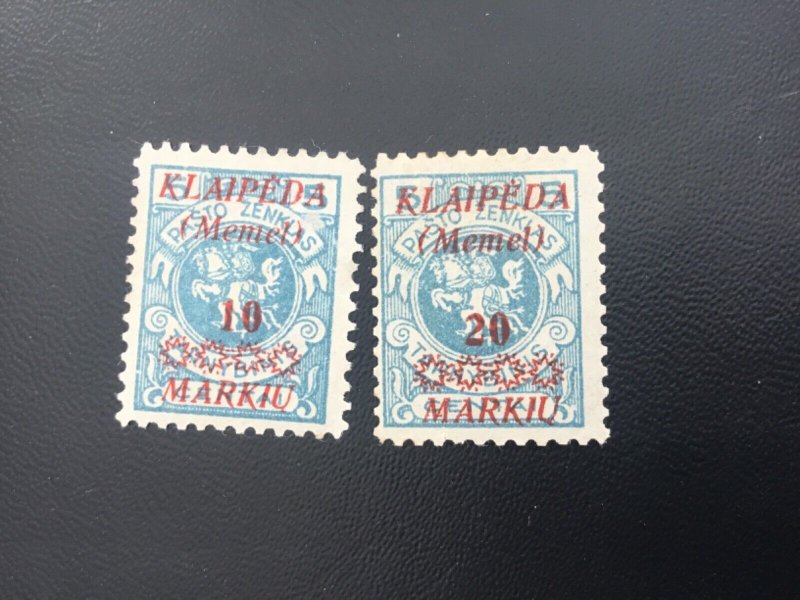 KLAIPĖDA
(Memel)
PAŠTO ŽENKLAS
10
MARKIŲ
KLAIPĖDA
(Memel)
PAŠTO ŽENKLAS
20
MARKIŲ